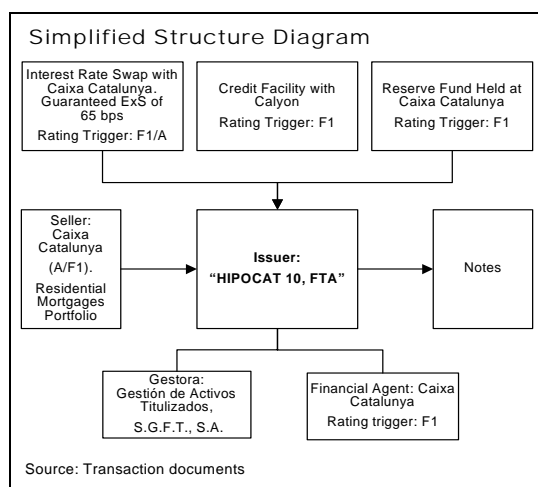 Simplified Structure Diagram
Interest Rate Swap with
Caixa Catalunya.
Guaranteed ExS of
65 bps
Rating Trigger: F1/A
Credit Facility with
Calyon
Rating Trigger: F1
Reserve Fund Held at
Caixa Catalunya
Rating Trigger: F1
Seller:
Caixa
Catalunya
(A/F1).
Residential
Mortgages
Portfolio
Issuer:
“HIPOCAT 10, FTA”
Notes
Gestora:
Gestión de Activos
Titulizados,
S.G.F.T., S.A.
Financial Agent: Caixa
Catalunya
Rating trigger: F1
Source: Transaction documents